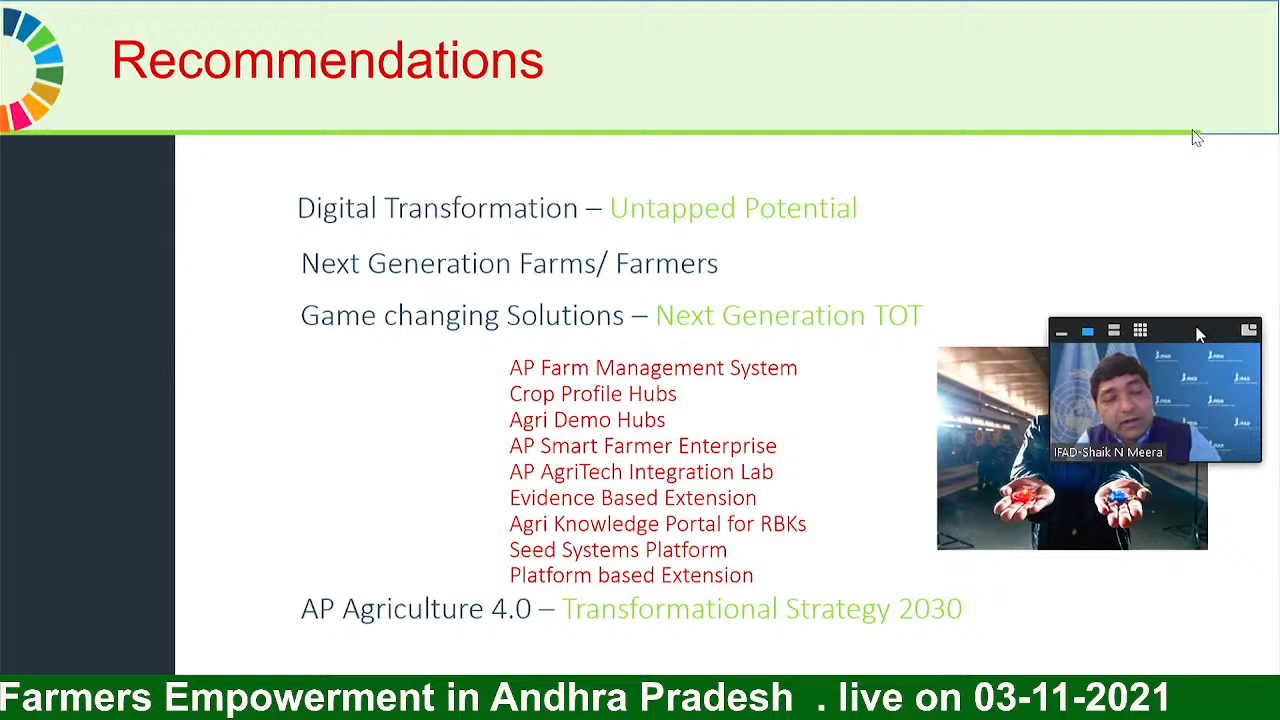 Recommendations
Digital Transformation – Untapped Potential
Next Generation Farms/ Farmers
Game changing Solutions – Next Generation TOT
AP Farm Management System
Crop Profile Hubs
Agri Demo Hubs
AP Smart Farmer Enterprise
AP AgriTech Integration Lab
Evidence Based Extension
Agri Knowledge Portal for RBKs
Seed Systems Platform
Platform based Extension
AP Agriculture 4.0 – Transformational Strategy 2030
IFAD-Shaik N Meera
Farmers Empowerment in Andhra Pradesh . live on 03-11-2021